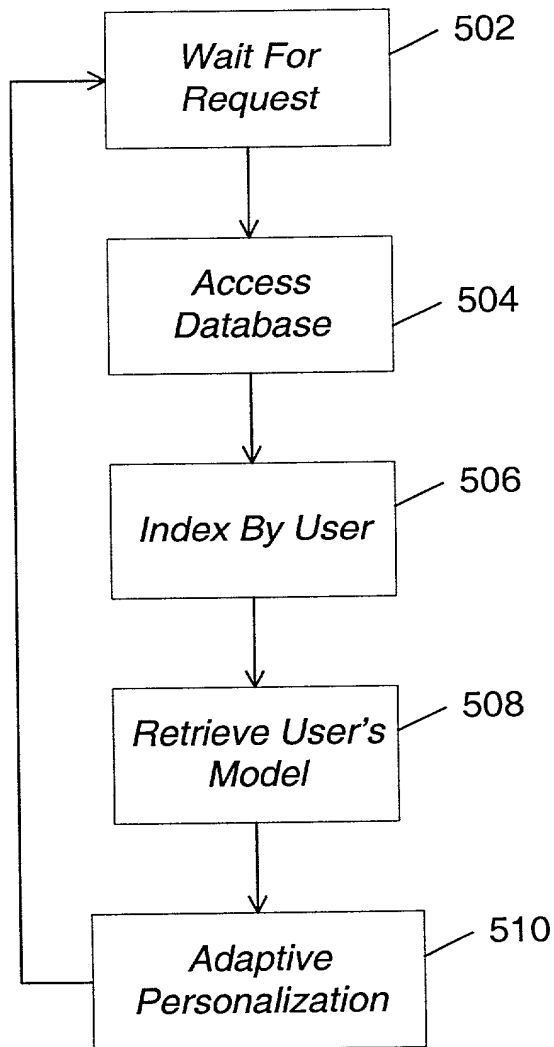 Wait For
Request
502
Access
Database
504
Index By User
506
Retrieve User's
Model
508
Adaptive
Personalization
510